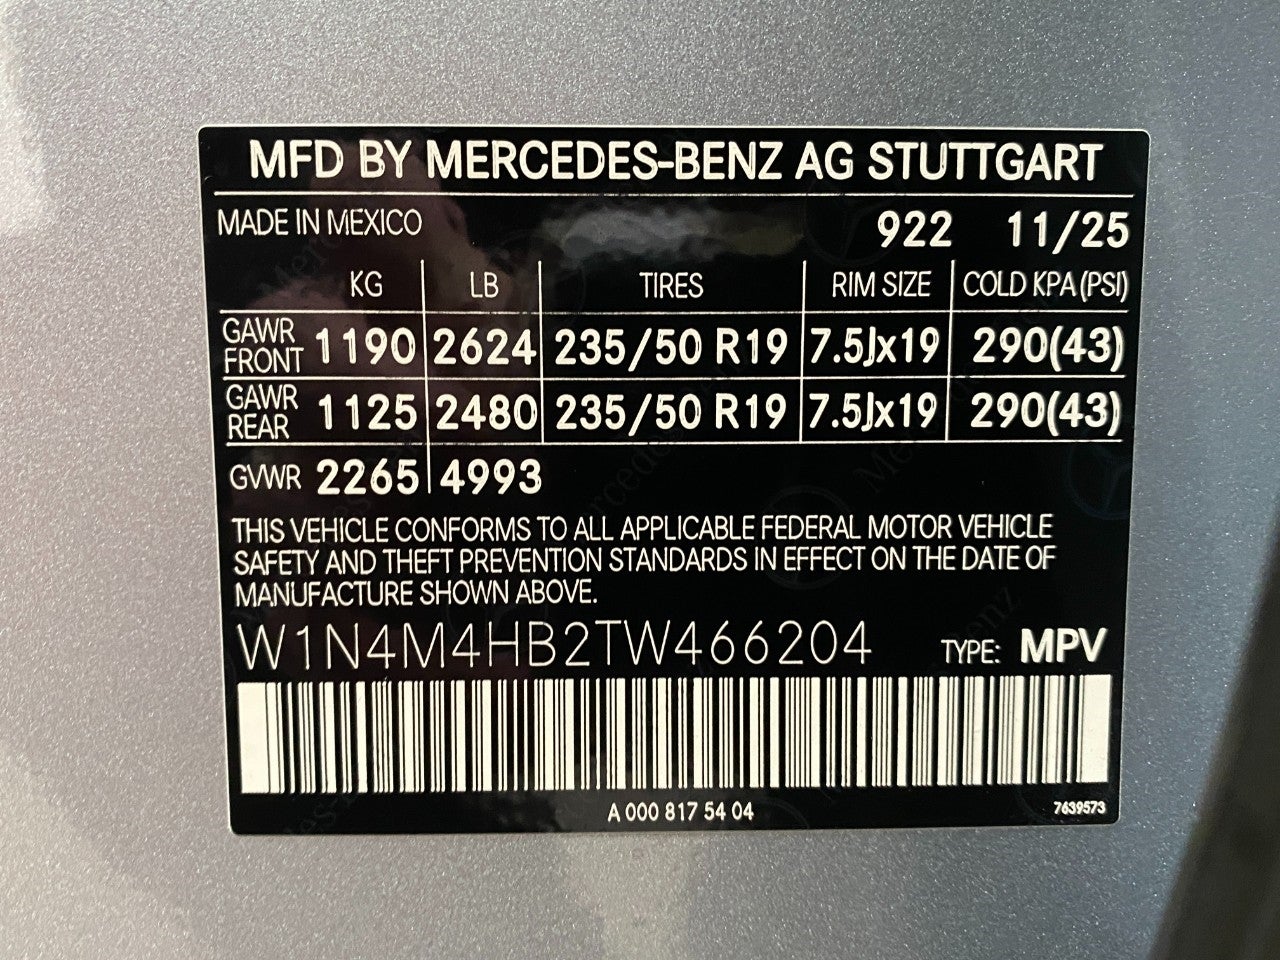 MFD BY MERCEDES-BENZ AG STUTTGART
MADE IN MEXICO 922 11/25
KG LB TIRES RIM SIZE COLD KPA (PSI)
GAWR FRONT 1190 2624 235/50 R19 7.5Jx19 290(43)
GAWR REAR 1125 2480 235/50 R19 7.5Jx19 290(43)
GVWR 2265 4993
THIS VEHICLE CONFORMS TO ALL APPLICABLE FEDERAL MOTOR VEHICLE
SAFETY AND THEFT PREVENTION STANDARDS IN EFFECT ON THE DATE OF
MANUFACTURE SHOWN ABOVE.
W1N4M4HB2TW466204 TYPE: MPV
A 000 817 54 04 7639573